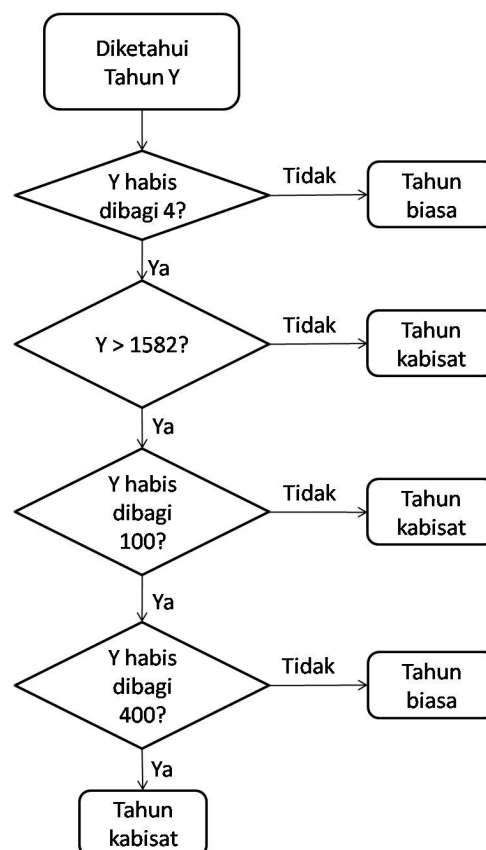 Diketahui
Tahun Y
Y habis
dibagi 4?
Tidak
Tahun
biasa
Ya
Y > 1582?
Tidak
Tahun
kabisat
Ya
Y habis
dibagi
100?
Tidak
Tahun
kabisat
Ya
Y habis
dibagi
400?
Tidak
Tahun
biasa
Ya
Tahun
kabisat